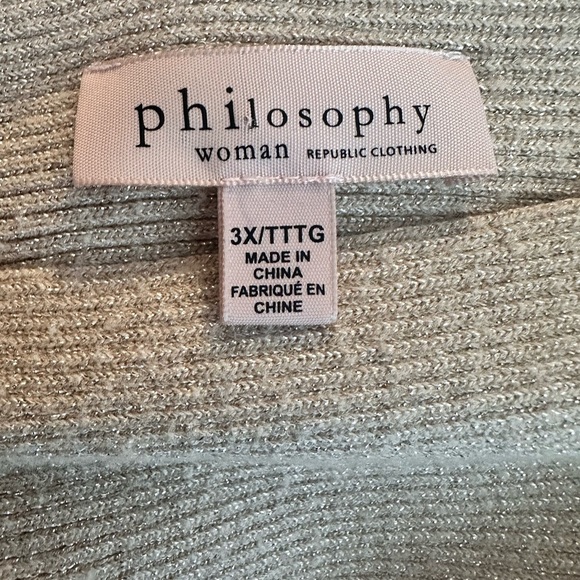 philosophy
woman REPUBLIC CLOTHING
3X/TTTG
MADE IN
CHINA
FABRIQUÉ EN
CHINE